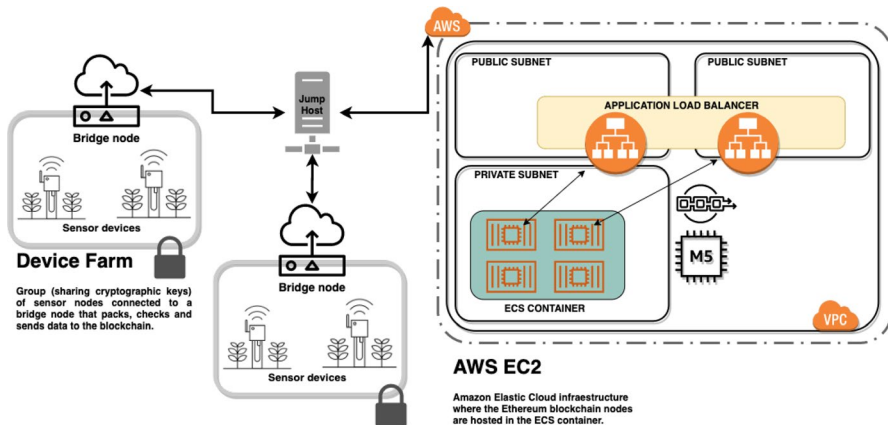 AWS
PUBLIC SUBNET
PUBLIC SUBNET
APPLICATION LOAD BALANCER
Jump
Host
Bridge node
Sensor devices
PRIVATE SUBNET
ECS CONTAINER
M5
VPC
Device Farm
Group (sharing cryptographic keys)
of sensor nodes connected to a
bridge node that packs, checks and
sends data to the blockchain.
Bridge node
Sensor devices
AWS EC2
Amazon Elastic Cloud infraestructure
where the Ethereum blockchain nodes
are hosted in the ECS container.